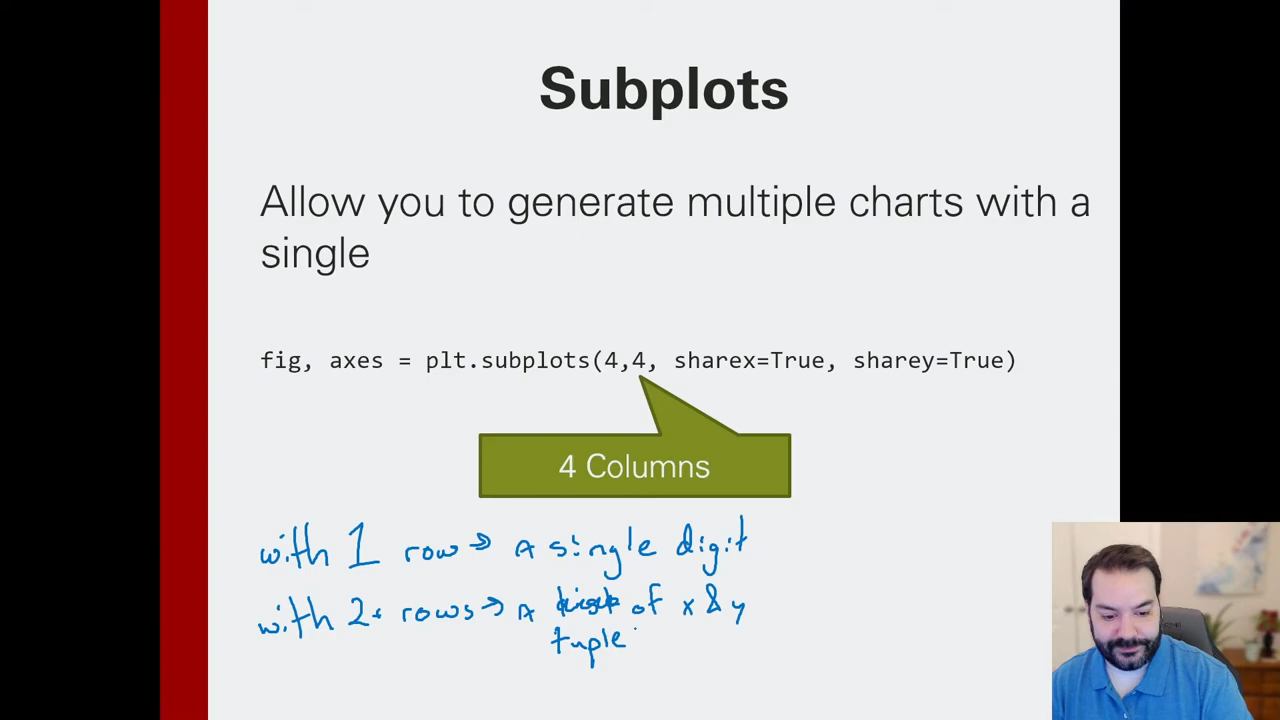 Subplots
Allow you to generate multiple charts with a
single
fig, axes = plt.subplots(4,4, sharex=True, sharey=True)
4 Columns
with 1 row → A single digit
with 2+ rows → A of x & y
tuple